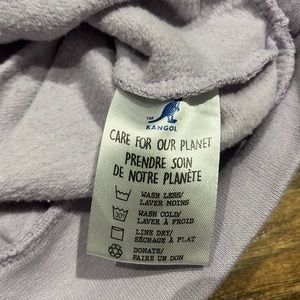 TM
KANGOL
CARE FOR OUR PLANET
PRENDRE SOIN
DE NOTRE PLANÈTE
WASH LESS/
LAVER MOINS
30°
WASH COLD/
LAVER À FROID
LINE DRY/
SÉCHAGE À PLAT
DONATE/
FAIRE UN DON